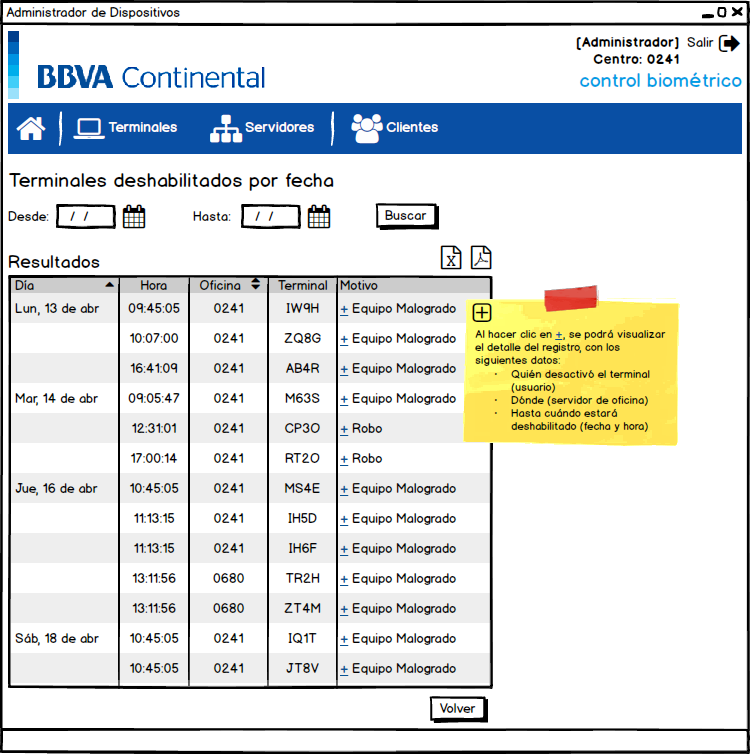 Administrador de Dispositivos
[Administrador] Salir
Centro: 0241
BBVA Continental
control biométrico
Terminales Servidores Clientes
Terminales deshabilitados por fecha
Desde: / / Hasta: / / Buscar
Resultados
Día Hora Oficina Terminal Motivo
Lun, 13 de abr 09:45:05 0241 IW9H + Equipo Malogrado
10:07:00 0241 ZQ8G + Equipo Malogrado
16:41:09 0241 AB4R + Equipo Malogrado
Mar, 14 de abr 09:05:47 0241 M63S + Equipo Malogrado
12:31:01 0241 CP3O + Robo
17:00:14 0241 RT2O + Robo
Jue, 16 de abr 10:45:05 0241 MS4E + Equipo Malogrado
11:13:15 0241 IH5D + Equipo Malogrado
11:13:15 0241 IH6F + Equipo Malogrado
13:11:56 0680 TR2H + Equipo Malogrado
13:11:56 0680 ZT4M + Equipo Malogrado
Sáb, 18 de abr 10:45:05 0241 IQ1T + Equipo Malogrado
10:45:05 0241 JT8V + Equipo Malogrado
Al hacer clic en +, se podrá visualizar
el detalle del registro, con los
siguientes datos:
· Quién desactivó el terminal
(usuario)
· Dónde (servidor de oficina)
· Hasta cuándo estará
deshabilitado (fecha y hora)
Volver